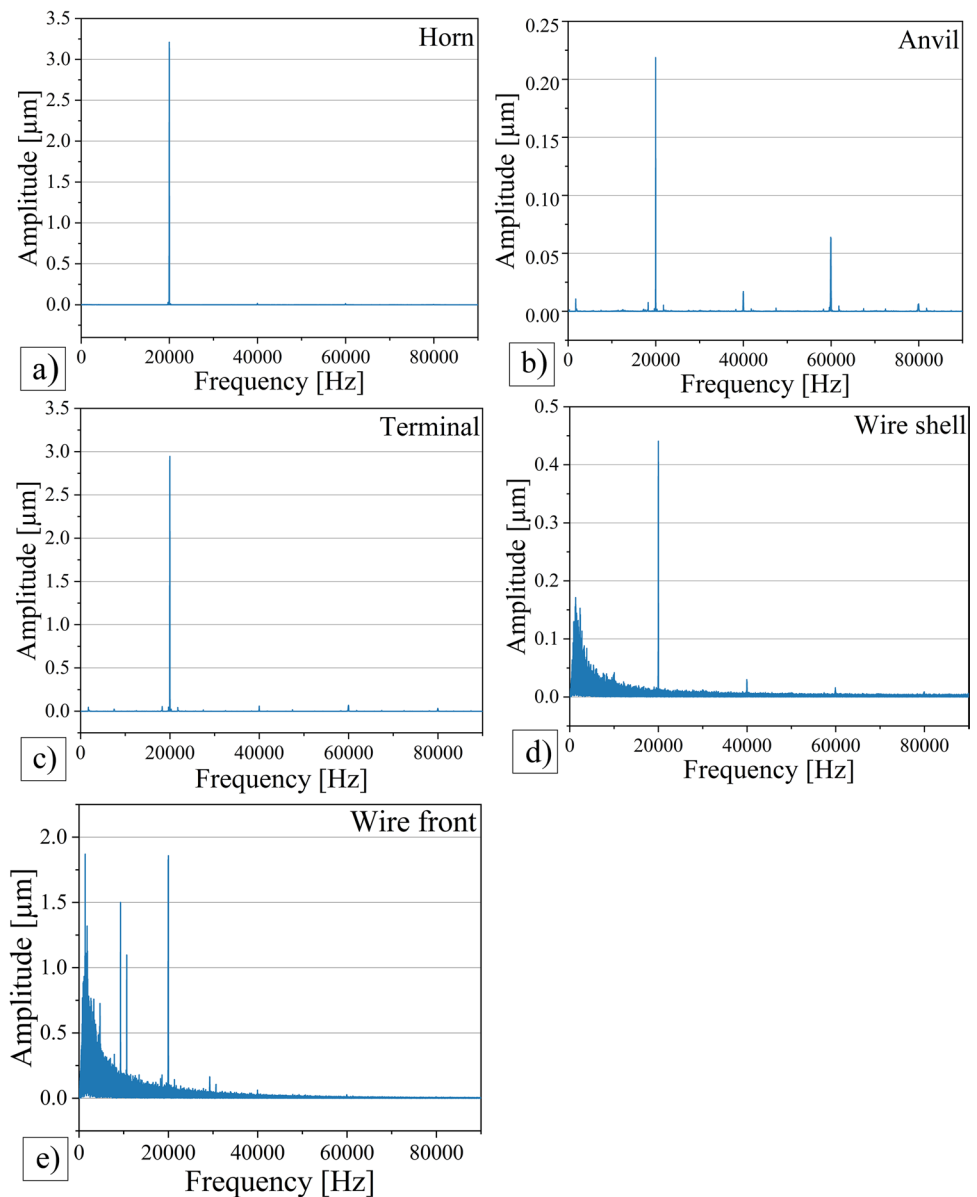 Horn
Amplitude [µm]
3.5
3.0
2.5
2.0
1.5
1.0
0.5
0.0
0 20000 40000 60000 80000
Frequency [Hz]
a)
Anvil
Amplitude [µm]
0.25
0.20
0.15
0.10
0.05
0.00
0 20000 40000 60000 80000
Frequency [Hz]
b)
Terminal
Amplitude [µm]
3.5
3.0
2.5
2.0
1.5
1.0
0.5
0.0
0 20000 40000 60000 80000
Frequency [Hz]
c)
Wire shell
Amplitude [µm]
0.5
0.4
0.3
0.2
0.1
0.0
0 20000 40000 60000 80000
Frequency [Hz]
d)
Wire front
Amplitude [µm]
2.0
1.5
1.0
0.5
0.0
0 20000 40000 60000 80000
Frequency [Hz]
e)